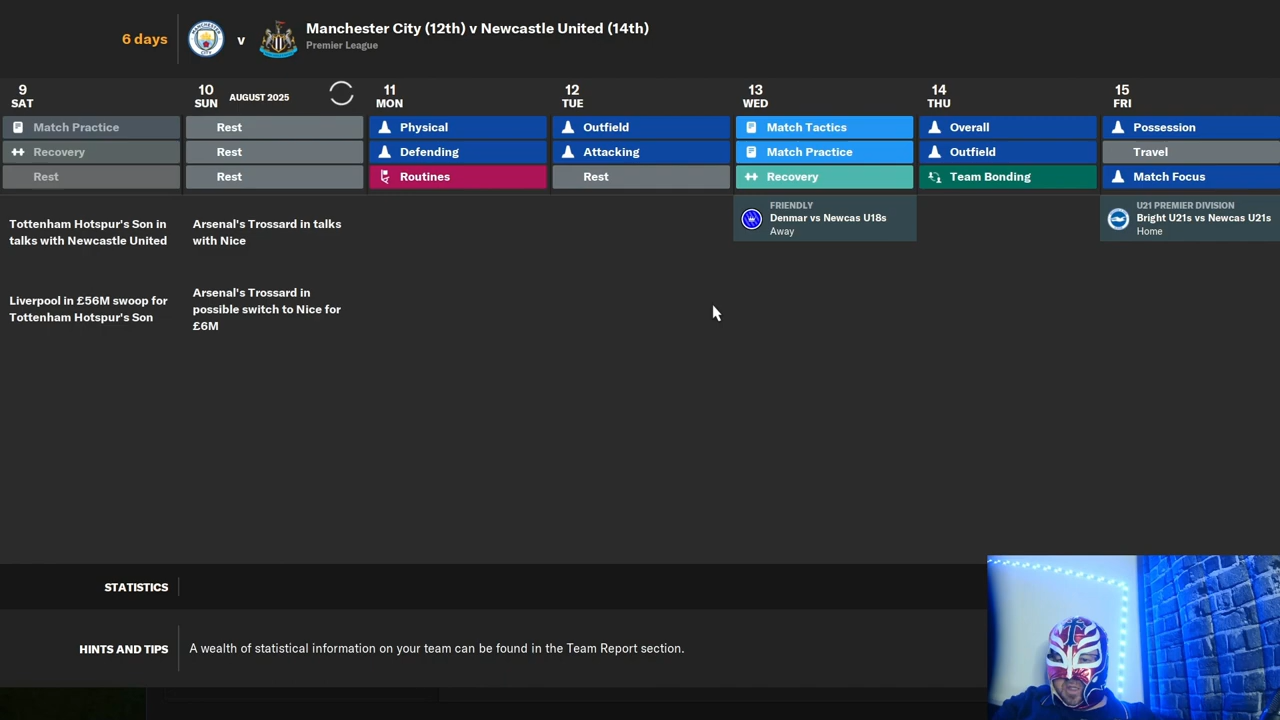 6 days
v
Manchester City (12th) v Newcastle United (14th)
Premier League
9
SAT
10
SUN
AUGUST 2025
11
MON
12
TUE
13
WED
14
THU
15
FRI
Match Practice
Rest
Physical
Outfield
Match Tactics
Overall
Possession
Recovery
Rest
Defending
Attacking
Match Practice
Outfield
Travel
Rest
Rest
Routines
Rest
Recovery
Team Bonding
Match Focus
Tottenham Hotspur's Son in
talks with Newcastle United
Liverpool in £56M swoop for
Tottenham Hotspur's Son
Arsenal's Trossard in talks
with Nice
Arsenal's Trossard in
possible switch to Nice for
£6M
FRIENDLY
Denmar vs Newcas U18s
Away
U21 PREMIER DIVISION
Bright U21s vs Newcas U21s
Home
STATISTICS
HINTS AND TIPS
A wealth of statistical information on your team can be found in the Team Report section.